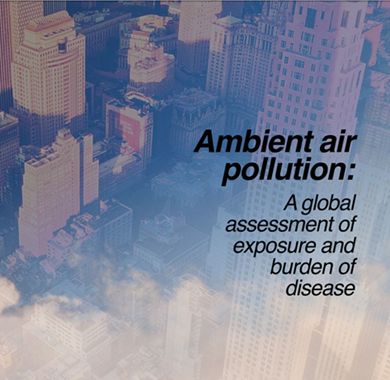 Ambient air
pollution:
A global
assessment of
exposure and
burden of
disease